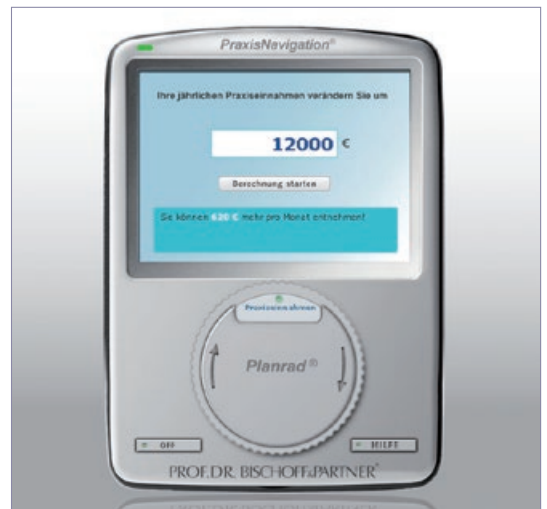 PraxisNavigation®
Ihre jährlichen Praxiseinnahmen verändern Sie um
12000 €
Berechnung starten
Sie können 620 € mehr pro Monat entnehmen!
Praxiseinnahmen
Planrad®
OFF
HILFE
PROF. DR. BISCHOFF & PARTNER®